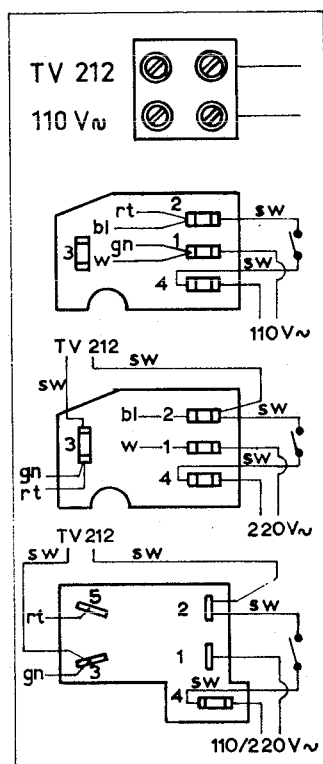 TV 212
110 V~
2
rt
sw
bl
gn
1
3
w
sw
4
110V~
TV 212
sw
sw
bl 2
sw
3
w 1
gn
4
sw
rt
220V~
TV 212
sw
sw
5
2
rt
sw
1
gn
3
sw
4
110/220V~